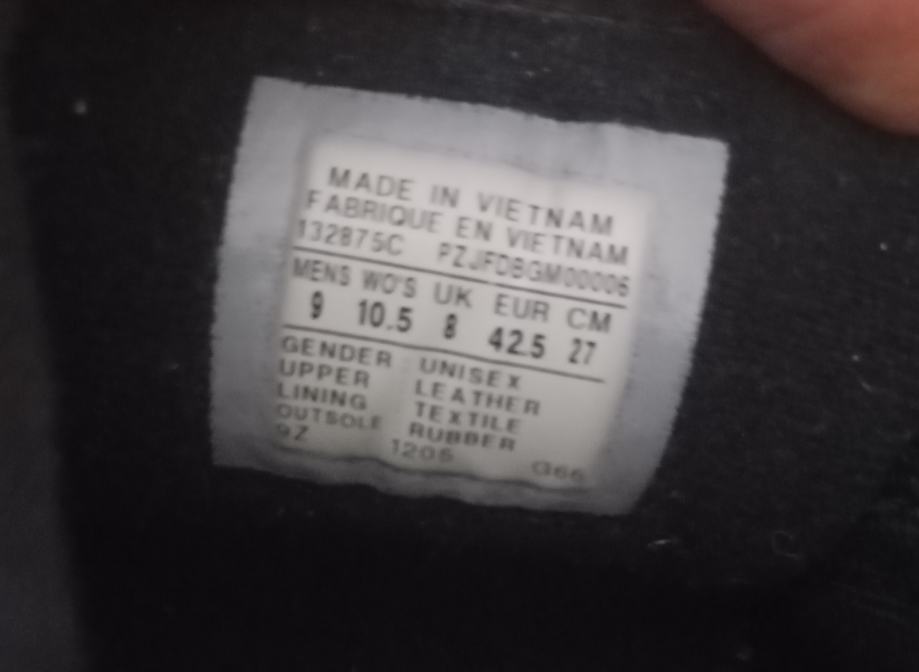 MADE IN VIETNAM
FABRIQUE EN VIETNAM
132875C PZJFDBGM00006
MENS WO'S UK EUR CM
9 10.5 8 42.5 27
GENDER UNISEX
UPPER LEATHER
LINING TEXTILE
OUTSOLE RUBBER
9Z 1205 G66